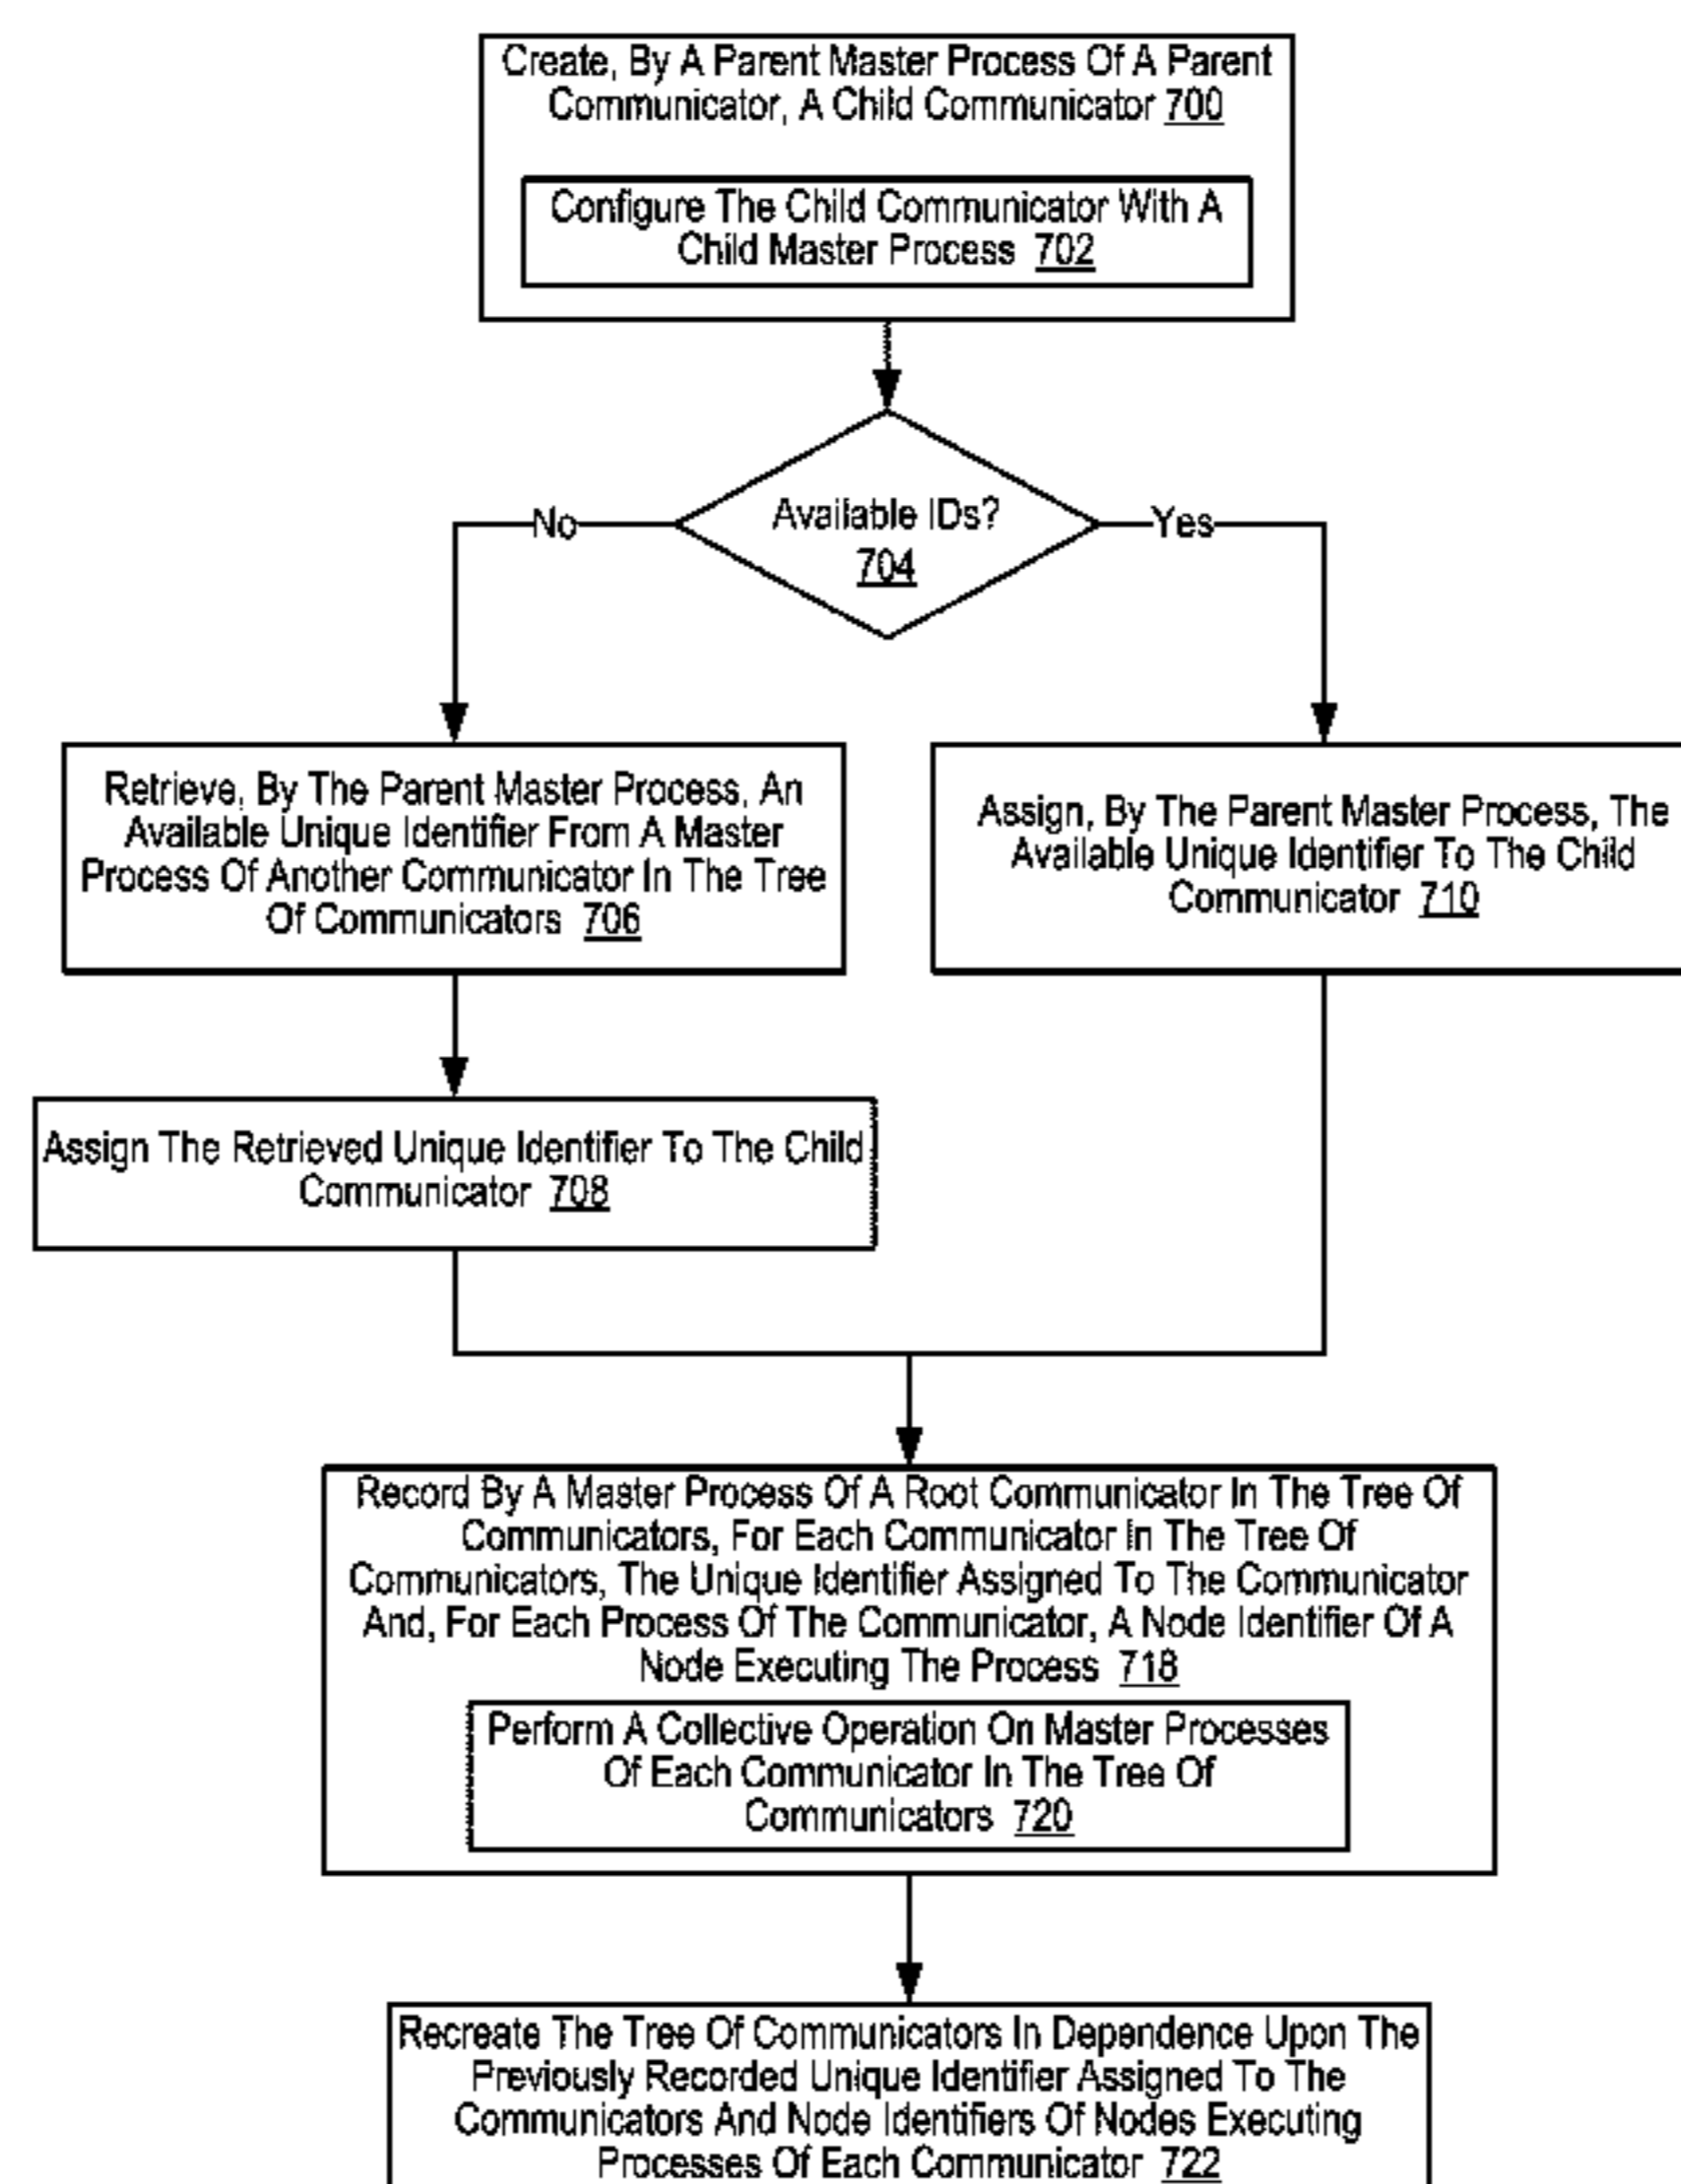 Create, By A Parent Master Process Of A Parent
Communicator, A Child Communicator 700
Configure The Child Communicator With A
Child Master Process 702
Available IDs?
704
No
Yes
Retrieve, By The Parent Master Process, An
Available Unique Identifier From A Master
Process Of Another Communicator In The Tree
Of Communicators 706
Assign, By The Parent Master Process, The
Available Unique Identifier To The Child
Communicator 710
Assign The Retrieved Unique Identifier To The Child
Communicator 708
Record By A Master Process Of A Root Communicator In The Tree Of
Communicators, For Each Communicator In The Tree Of
Communicators, The Unique Identifier Assigned To The Communicator
And, For Each Process Of The Communicator, A Node Identifier Of A
Node Executing The Process 718
Perform A Collective Operation On Master Processes
Of Each Communicator In The Tree Of
Communicators 720
Recreate The Tree Of Communicators In Dependence Upon The
Previously Recorded Unique Identifier Assigned To The
Communicators And Node Identifiers Of Nodes Executing
Processes Of Each Communicator 722